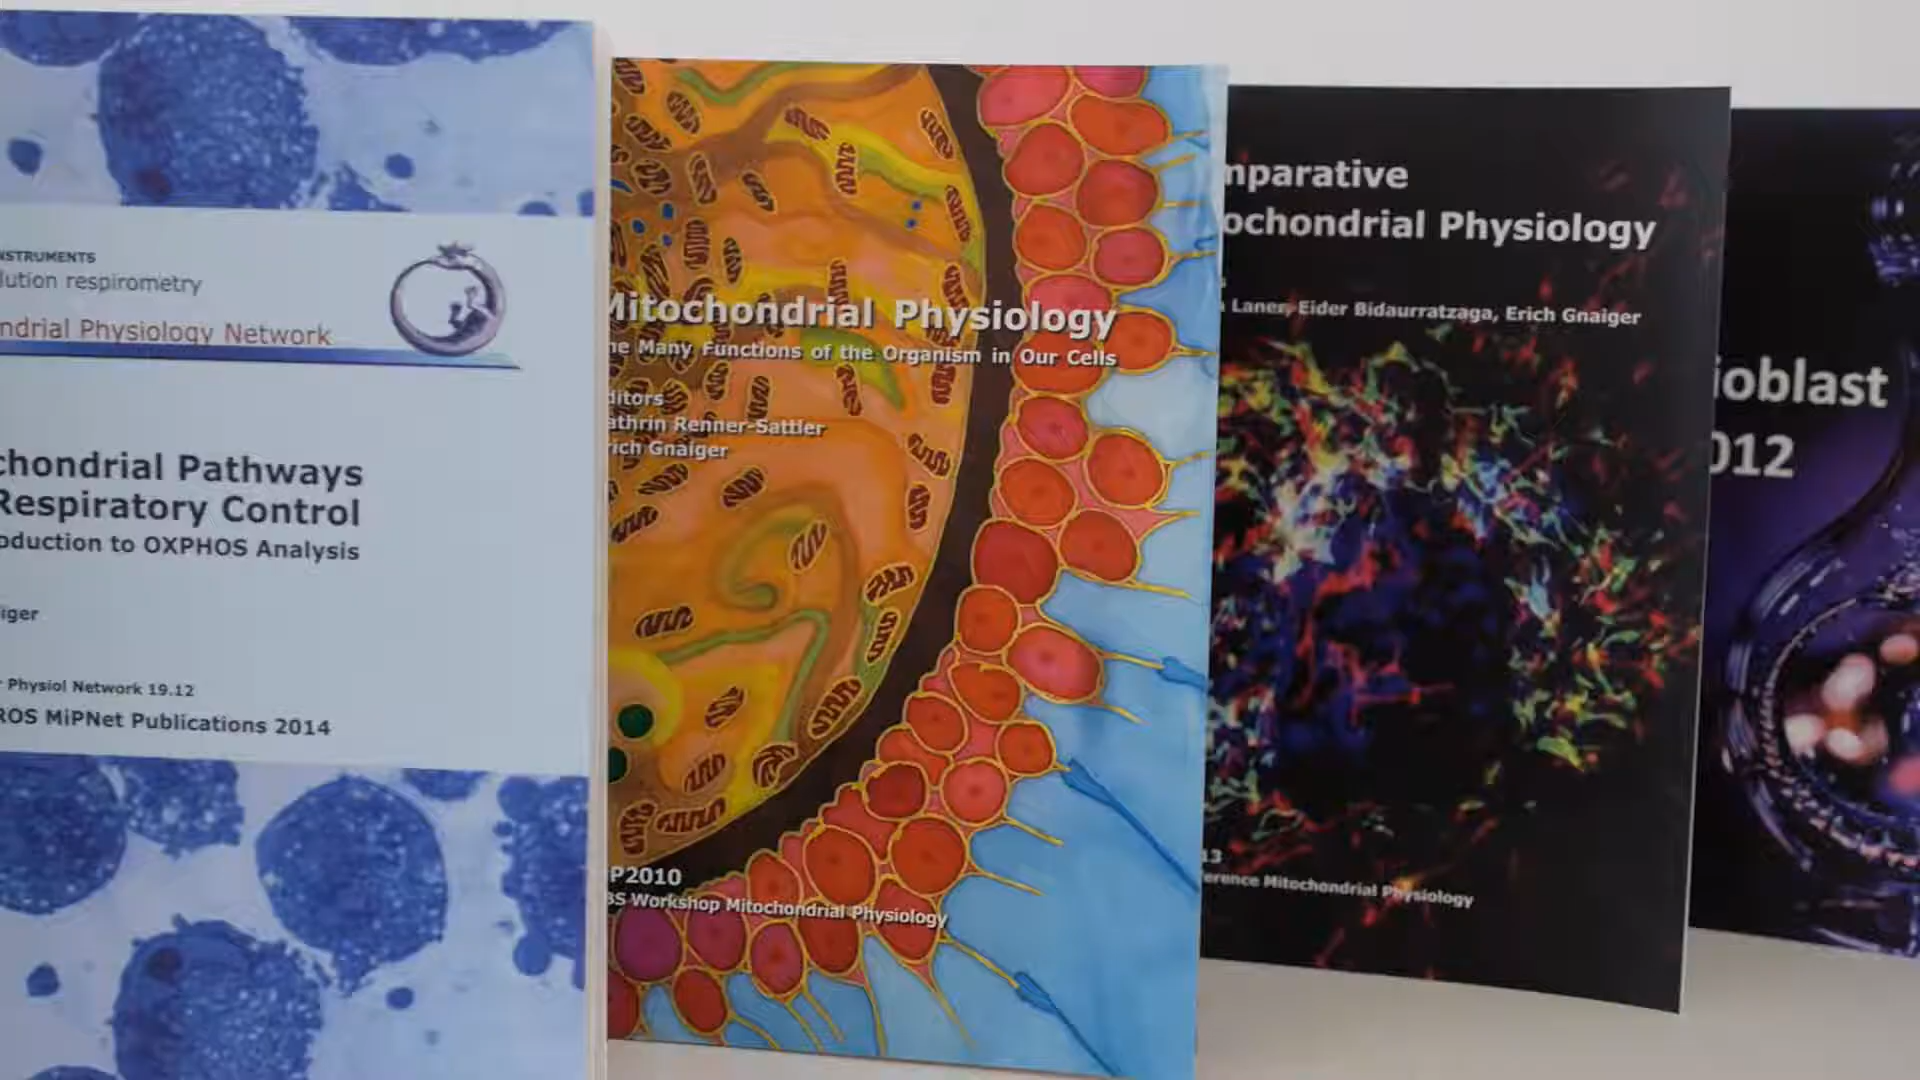 NSTRUMENTS
lution respirometry
ndrial Physiology Network
chondrial Pathways
Respiratory Control
oduction to OXPHOS Analysis
iger
r Physiol Network 19.12
ROS MiPNet Publications 2014
Mitochondrial Physiology
he Many Functions of the Organism in Our Cells
ditors
athrin Renner-Sattler
rich Gnaiger
P2010
BS Workshop Mitochondrial Physiology
mparative
ochondrial Physiology
s
a Laner, Eider Bidaurratzaga, Erich Gnaiger
13
erence Mitochondrial Physiology
ioblast
012